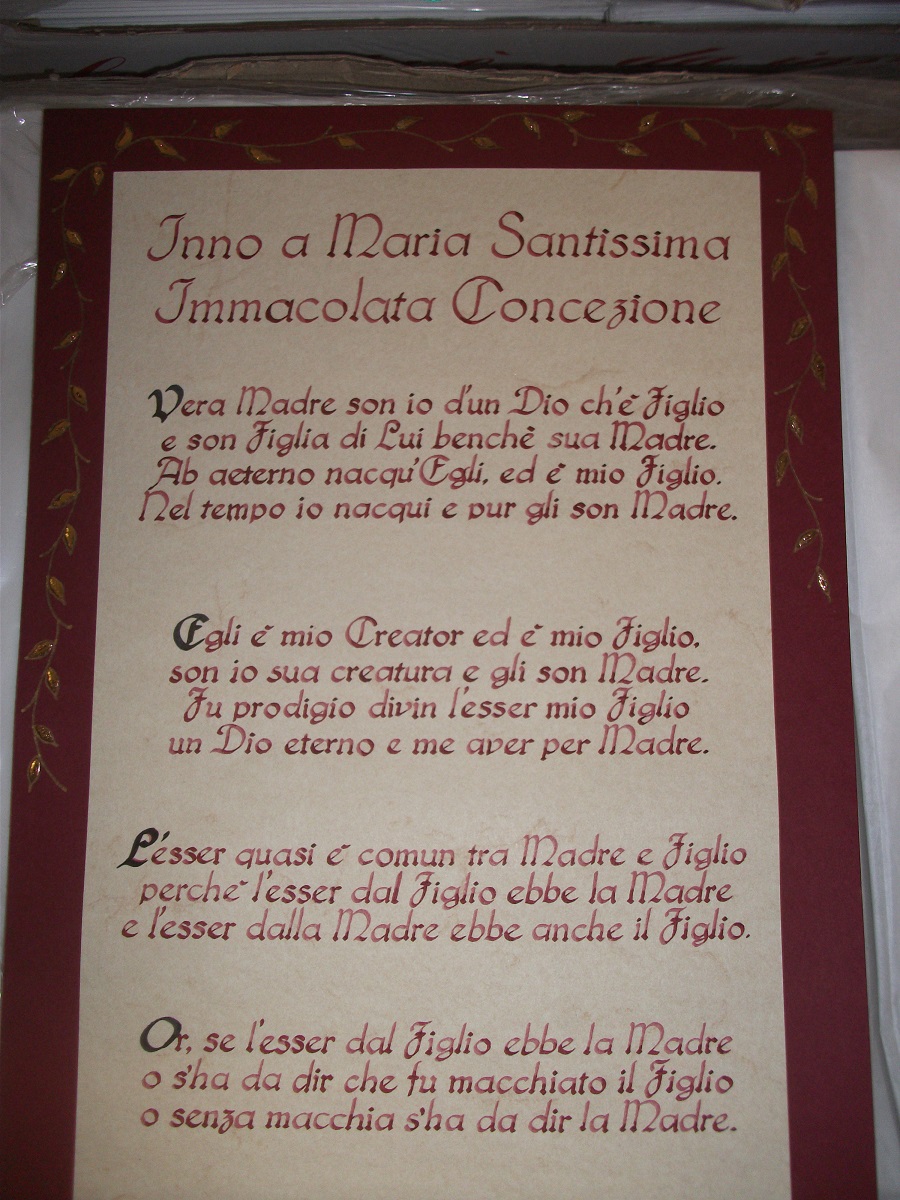 Inno a Maria Santissima
Immacolata Concezione
Vera Madre son io d'un Dio ch'è Figlio
e son Figlia di Lui benchè sua Madre.
Ab aeterno nacqu'Egli, ed è mio Figlio.
Nel tempo io nacqui e pur gli son Madre.
Egli è mio Creator ed è mio Figlio,
son io sua creatura e gli son Madre.
Fu prodigio divin l'esser mio Figlio
un Dio eterno e me aver per Madre.
L'ésser quasi è comun tra Madre e Figlio
perchè l'esser dal Figlio ebbe la Madre
e l'esser dalla Madre ebbe anche il Figlio.
Or, se l'esser dal Figlio ebbe la Madre
o s'ha da dir che fu macchiato il Figlio
o senza macchia s'ha da dir la Madre.